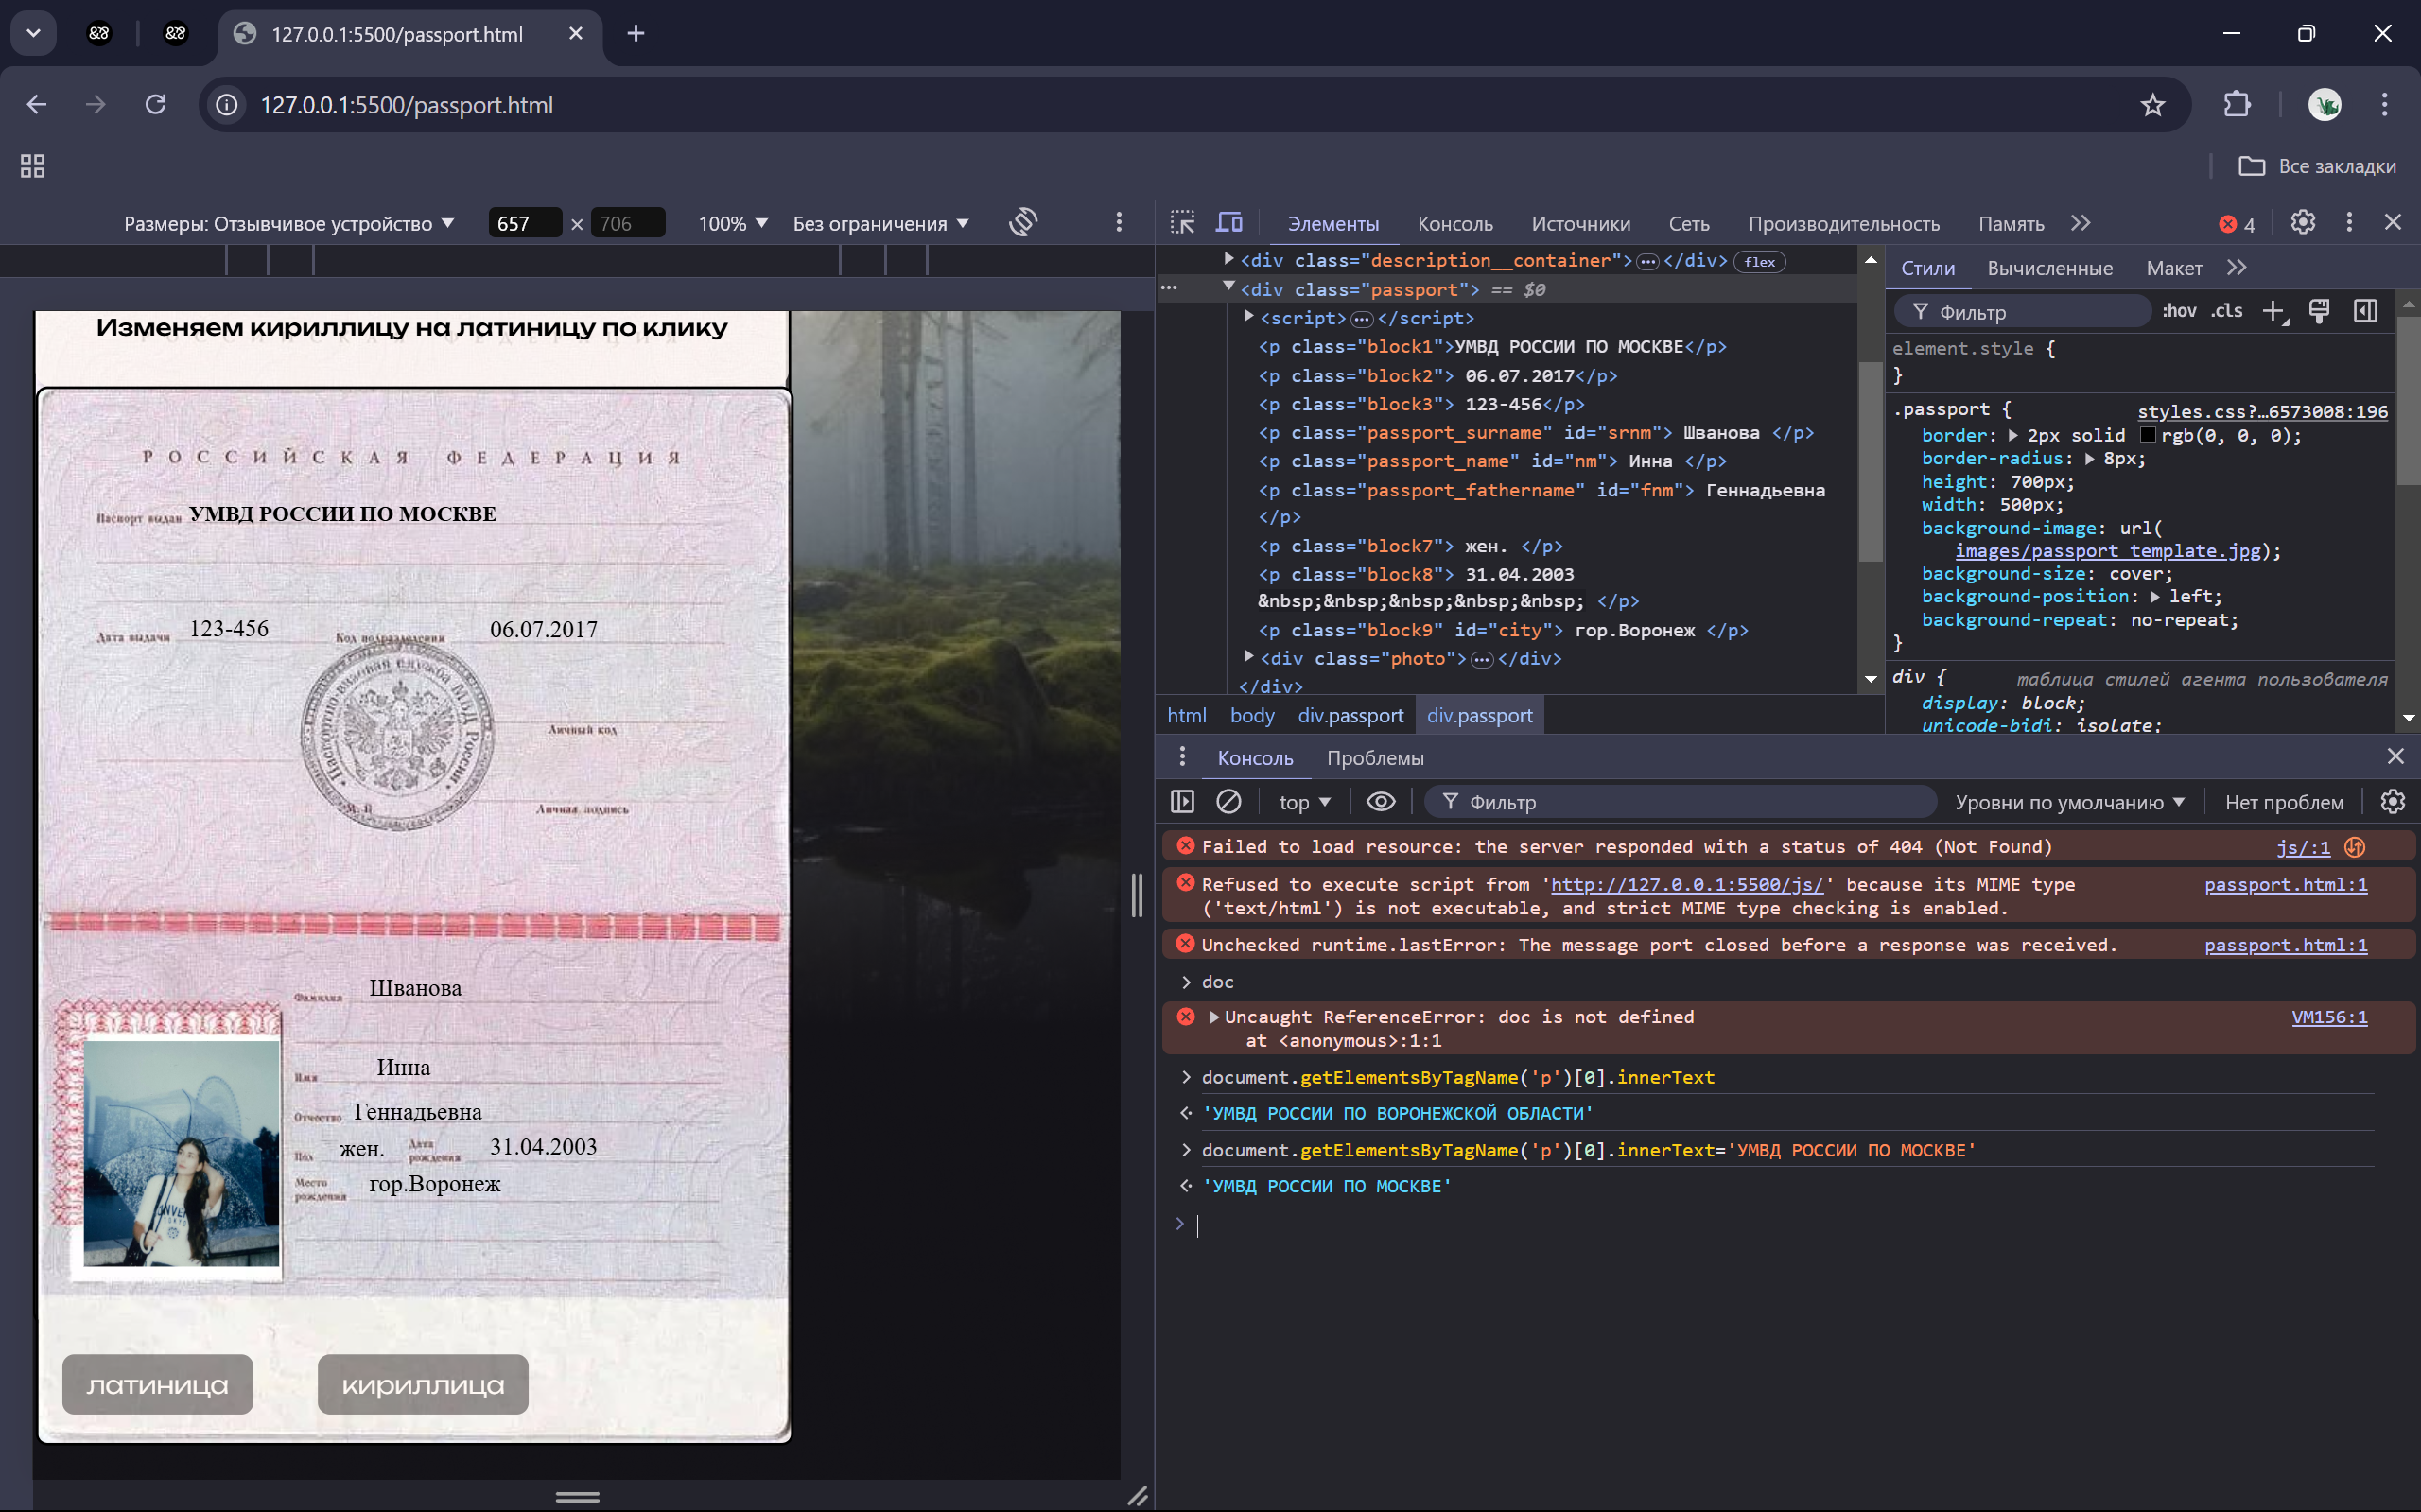 127.0.0.1:5500/passport.html
127.0.0.1:5500/passport.html
Все закладки
Размеры: Отзывчивое устройство 657 × 706 100% Без ограничения
Изменяем кириллицу на латиницу по клику
РОССИЙСКАЯ ФЕДЕРАЦИЯ
Паспорт выдан УМВД РОССИИ ПО МОСКВЕ
Дата выдачи 123-456 Код подразделения 06.07.2017
Паспортно-визовая служба МВД России
М. П.
Личный код
Личная подпись
Фамилия Шванова
Имя Инна
Отчество Геннадьевна
Пол жен. Дата рождения 31.04.2003
Место рождения гор.Воронеж
латиница кириллица
Элементы Консоль Источники Сеть Производительность Память 4
<div class="description__container"> … </div> flex
<div class="passport"> == $0
<script> … </script>
<p class="block1">УМВД РОССИИ ПО МОСКВЕ</p>
<p class="block2"> 06.07.2017</p>
<p class="block3"> 123-456</p>
<p class="passport_surname" id="srnm"> Шванова </p>
<p class="passport_name" id="nm"> Инна </p>
<p class="passport_fathername" id="fnm"> Геннадьевна
</p>
<p class="block7"> жен. </p>
<p class="block8"> 31.04.2003
&nbsp;&nbsp;&nbsp;&nbsp;&nbsp; </p>
<p class="block9" id="city"> гор.Воронеж </p>
<div class="photo"> … </div>
</div>
html body div.passport div.passport
Стили Вычисленные Макет
Фильтр :hov .cls
element.style {
}
.passport { styles.css?…6573008:196
border: 2px solid rgb(0, 0, 0);
border-radius: 8px;
height: 700px;
width: 500px;
background-image: url(
images/passport_template.jpg);
background-size: cover;
background-position: left;
background-repeat: no-repeat;
}
div { таблица стилей агента пользователя
display: block;
unicode-bidi: isolate;
Консоль Проблемы
top Фильтр Уровни по умолчанию Нет проблем
Failed to load resource: the server responded with a status of 404 (Not Found) js/:1
Refused to execute script from 'http://127.0.0.1:5500/js/' because its MIME type passport.html:1
('text/html') is not executable, and strict MIME type checking is enabled.
Unchecked runtime.lastError: The message port closed before a response was received. passport.html:1
doc
Uncaught ReferenceError: doc is not defined VM156:1
at <anonymous>:1:1
document.getElementsByTagName('p')[0].innerText
'УМВД РОССИИ ПО ВОРОНЕЖСКОЙ ОБЛАСТИ'
document.getElementsByTagName('p')[0].innerText='УМВД РОССИИ ПО МОСКВЕ'
'УМВД РОССИИ ПО МОСКВЕ'